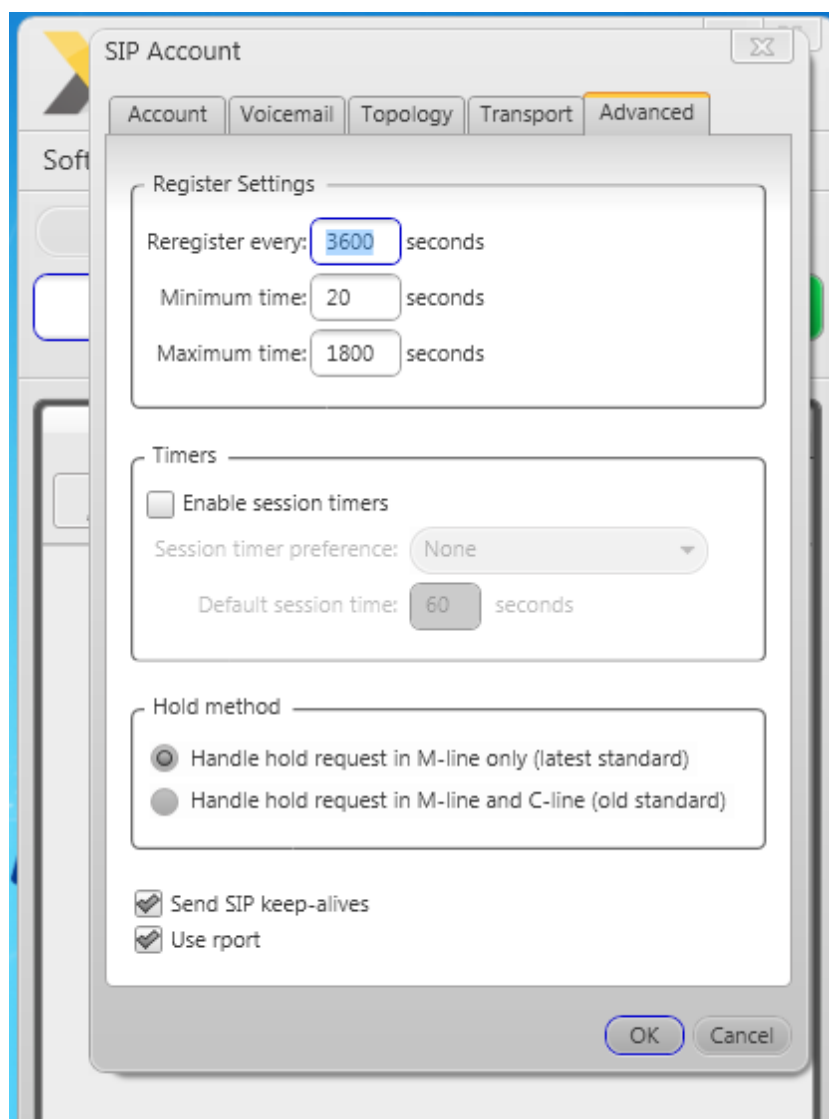 SIP Account
Account Voicemail Topology Transport Advanced
Soft
Register Settings
Reregister every: 3600 seconds
Minimum time: 20 seconds
Maximum time: 1800 seconds
Timers
Enable session timers
Session timer preference: None
Default session time: 60 seconds
Hold method
Handle hold request in M-line only (latest standard)
Handle hold request in M-line and C-line (old standard)
Send SIP keep-alives
Use rport
OK Cancel